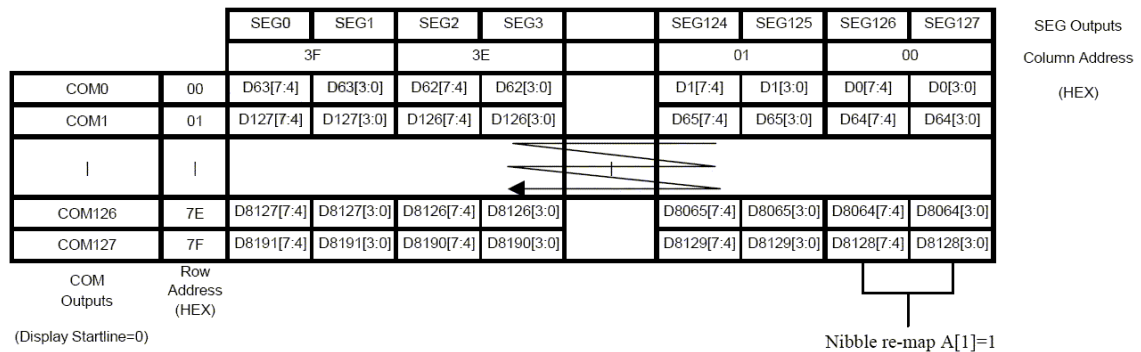 SEG0 SEG1 SEG2 SEG3 SEG124 SEG125 SEG126 SEG127 SEG Outputs
3F 3E 01 00 Column Address
COM0 00 D63[7:4] D63[3:0] D62[7:4] D62[3:0] D1[7:4] D1[3:0] D0[7:4] D0[3:0] (HEX)
COM1 01 D127[7:4] D127[3:0] D126[7:4] D126[3:0] D65[7:4] D65[3:0] D64[7:4] D64[3:0]
| | |
COM126 7E D8127[7:4] D8127[3:0] D8126[7:4] D8126[3:0] D8065[7:4] D8065[3:0] D8064[7:4] D8064[3:0]
COM127 7F D8191[7:4] D8191[3:0] D8190[7:4] D8190[3:0] D8129[7:4] D8129[3:0] D8128[7:4] D8128[3:0]
COM
Outputs
Row
Address
(HEX)
(Display Startline=0)
Nibble re-map A[1]=1